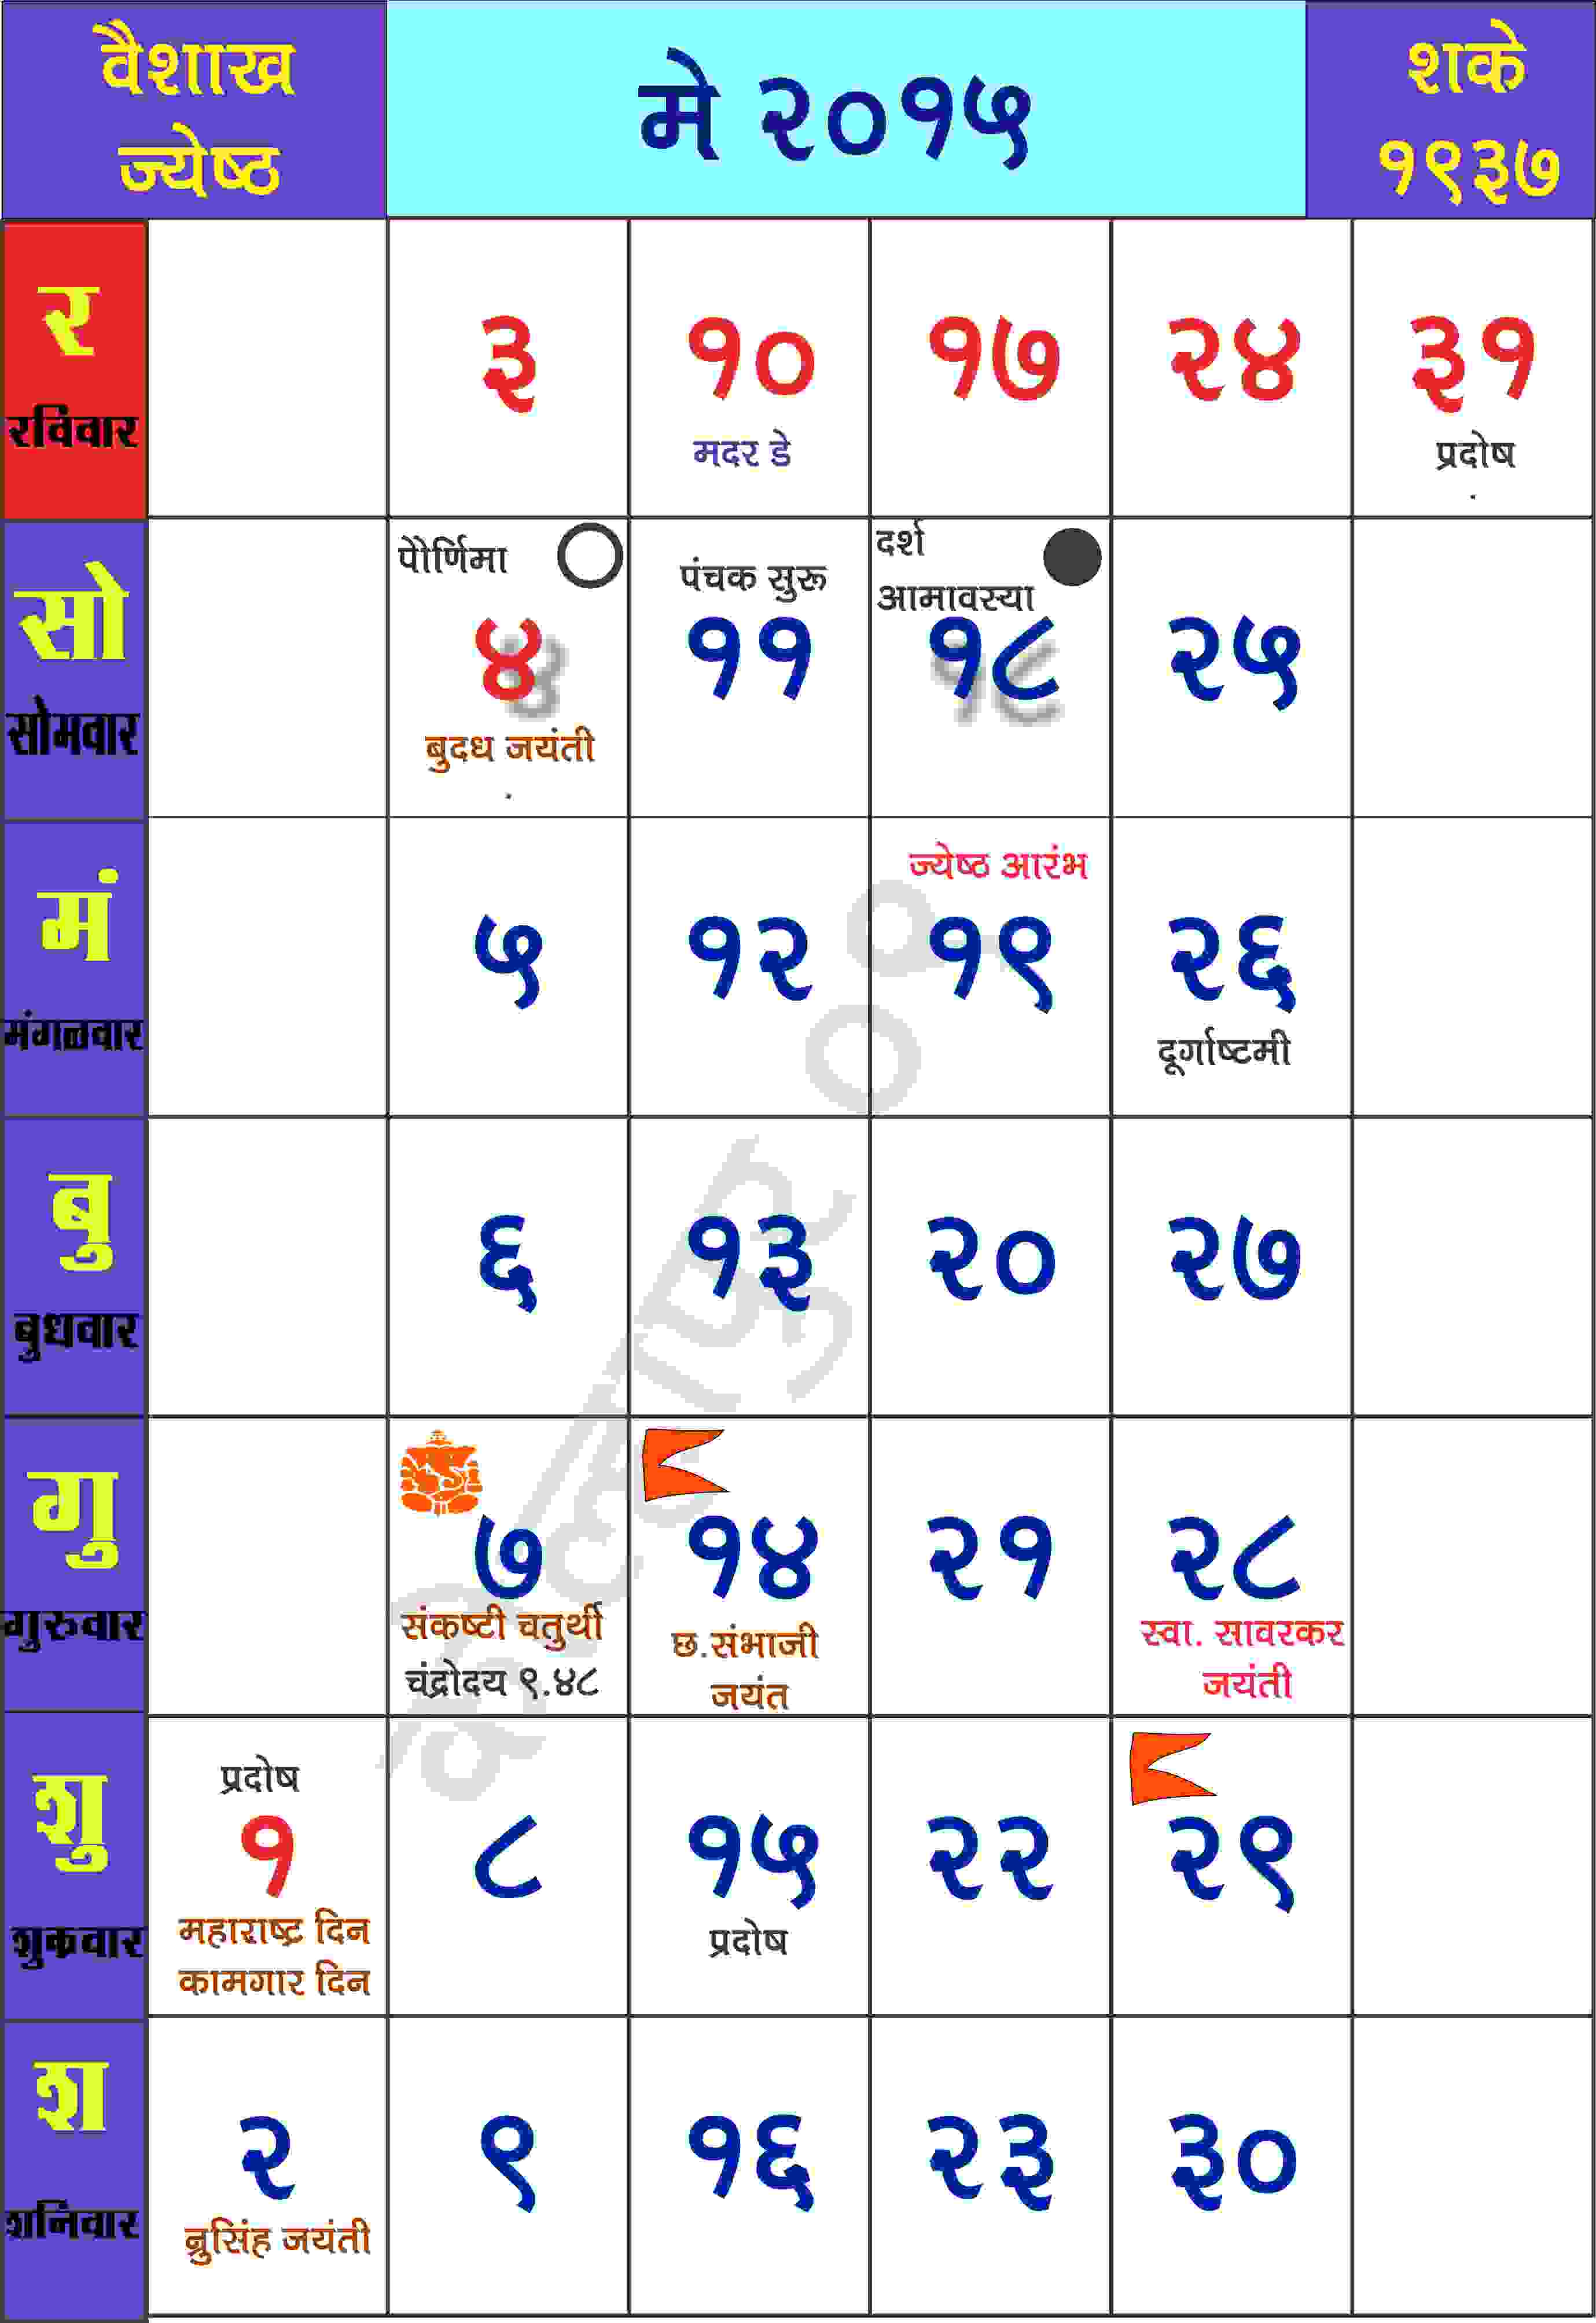 वैशाख
ज्येष्ठ
मे २०१५
शके
१९३७
र
रविवार
३
१०
मदर डे
१७
२४
३१
प्रदोष
सो
सोमवार
पौर्णिमा
४
बुदध जयंती
पंचक सुरू
११
दर्श
आमावस्या
१८
२५
मं
मंगळवार
५
१२
ज्येष्ठ आरंभ
१९
२६
दूर्गाष्टमी
बु
बुधवार
६
१३
२०
२७
गु
गुरुवार
७
संकष्टी चतुर्थी
चंद्रोदय ९.४८
१४
छ.संभाजी
जयंत
२१
२८
स्वा. सावरकर
जयंती
शु
शुक्रवार
प्रदोष
१
महाराष्ट्र दिन
कामगार दिन
८
१५
प्रदोष
२२
२९
श
शनिवार
२
न्रुसिंह जयंती
९
१६
२३
३०